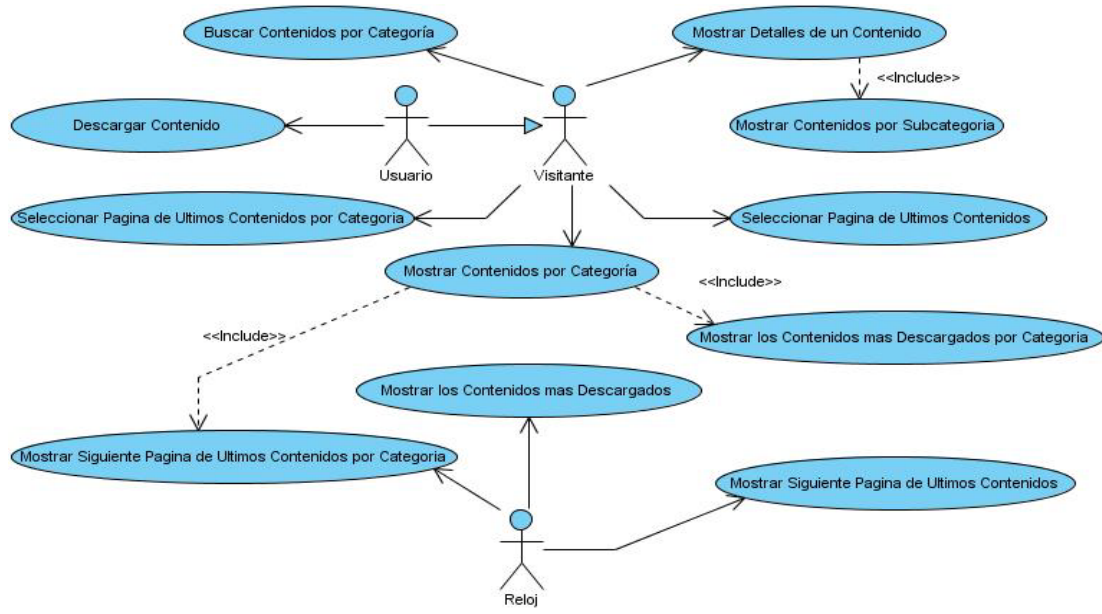 Buscar Contenidos por Categoría
Mostrar Detalles de un Contenido
<<Include>>
Descargar Contenido
Mostrar Contenidos por Subcategoria
Usuario
Visitante
Seleccionar Pagina de Ultimos Contenidos por Categoria
Seleccionar Pagina de Ultimos Contenidos
Mostrar Contenidos por Categoría
<<Include>>
<<Include>>
Mostrar los Contenidos mas Descargados por Categoria
Mostrar los Contenidos mas Descargados
Mostrar Siguiente Pagina de Ultimos Contenidos por Categoria
Mostrar Siguiente Pagina de Ultimos Contenidos
Reloj